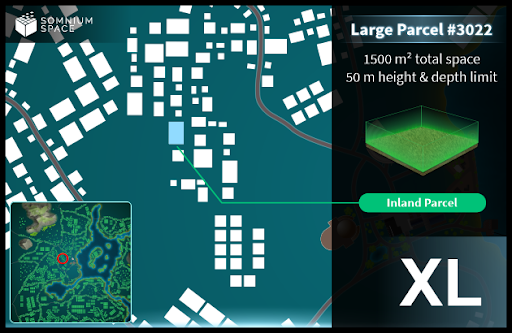 SOMNIUM
SPACE
Large Parcel #3022
1500 m² total space
50 m height & depth limit
Inland Parcel
XL